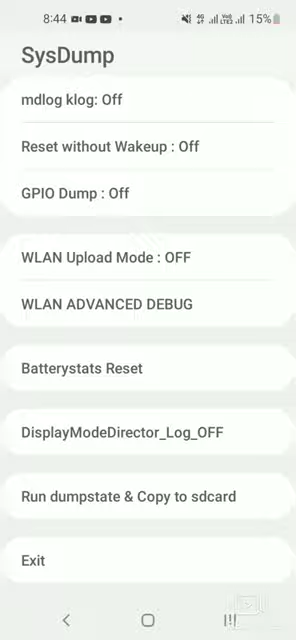 8:44 15%
SysDump
mdlog klog: Off
Reset without Wakeup : Off
GPIO Dump : Off
WLAN Upload Mode : OFF
WLAN ADVANCED DEBUG
Batterystats Reset
DisplayModeDirector_Log_OFF
Run dumpstate & Copy to sdcard
Exit